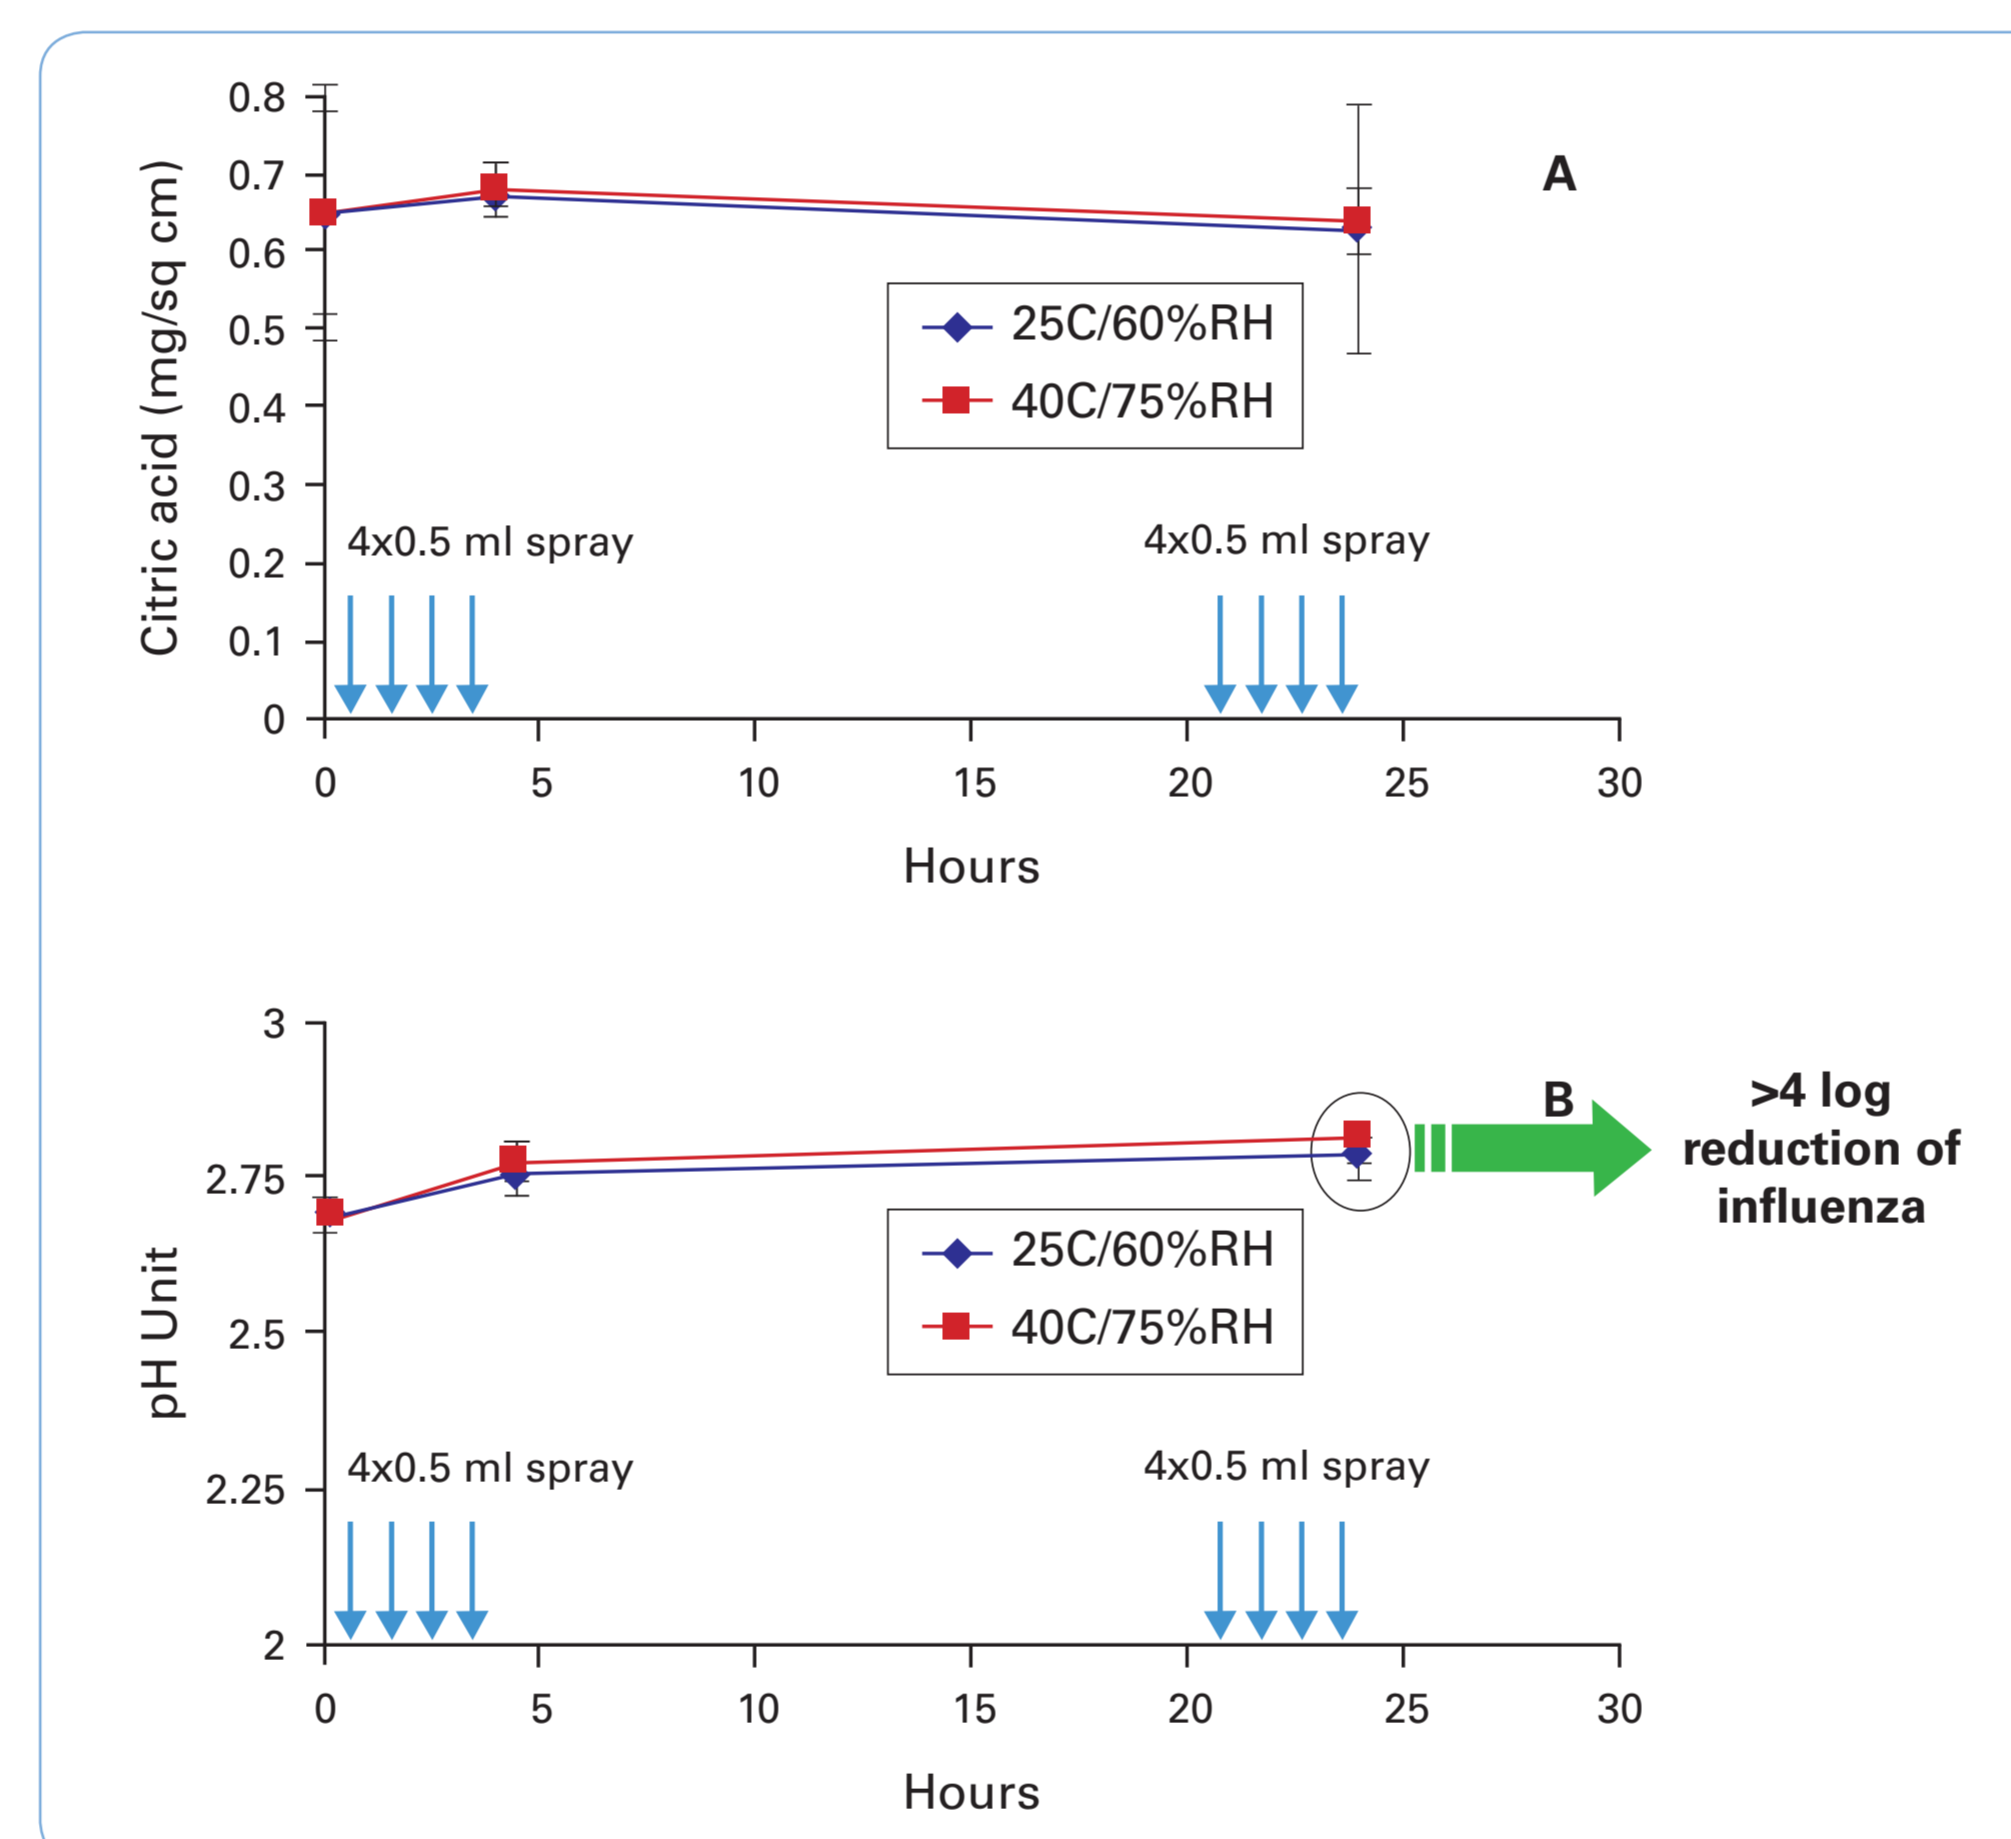 0.8
0.7
0.6
0.5
0.4
0.3
0.2
0.1
0
Citric acid (mg/sq cm)
A
25C/60%RH
40C/75%RH
4x0.5 ml spray
4x0.5 ml spray
0 5 10 15 20 25 30
Hours
3
2.75
2.5
2.25
2
pH Unit
B
>4 log
reduction of
influenza
25C/60%RH
40C/75%RH
4x0.5 ml spray
4x0.5 ml spray
0 5 10 15 20 25 30
Hours